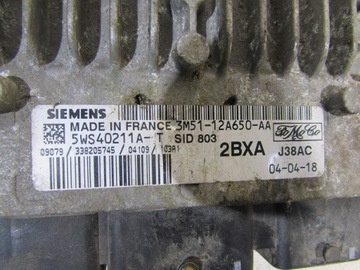 SIEMENS
MADE IN FRANCE 3M51-12A650-AA
5WS40211A-T SID 803 FoMoCo
2BXA J38AC
09079 / 338205745 / 04109 / 103A1
04-04-18